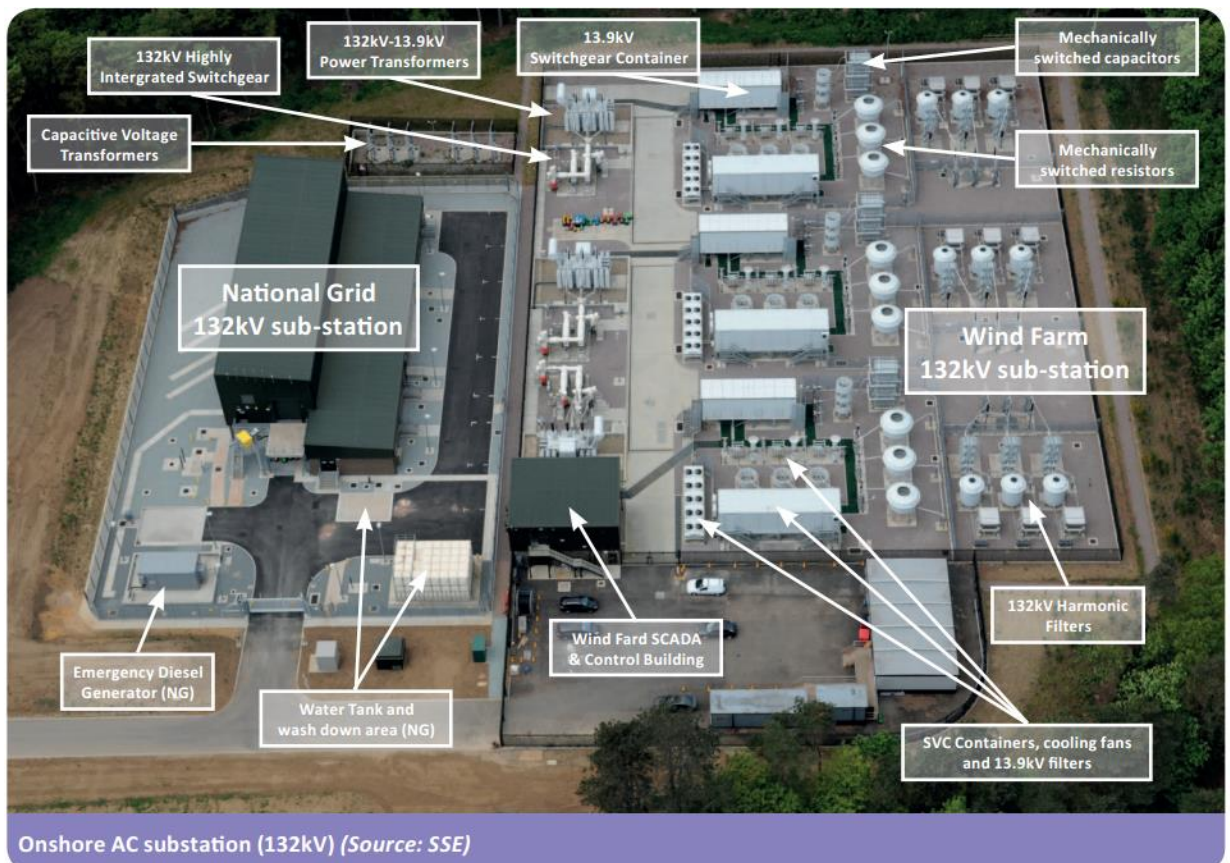 132kV Highly
Intergrated Switchgear
132kV-13.9kV
Power Transformers
13.9kV
Switchgear Container
Mechanically
switched capacitors
Capacitive Voltage
Transformers
Mechanically
switched resistors
National Grid
132kV sub-station
Wind Farm
132kV sub-station
Emergency Diesel
Generator (NG)
Water Tank and
wash down area (NG)
Wind Fard SCADA
& Control Building
132kV Harmonic
Filters
SVC Containers, cooling fans
and 13.9kV filters
Onshore AC substation (132kV) (Source: SSE)